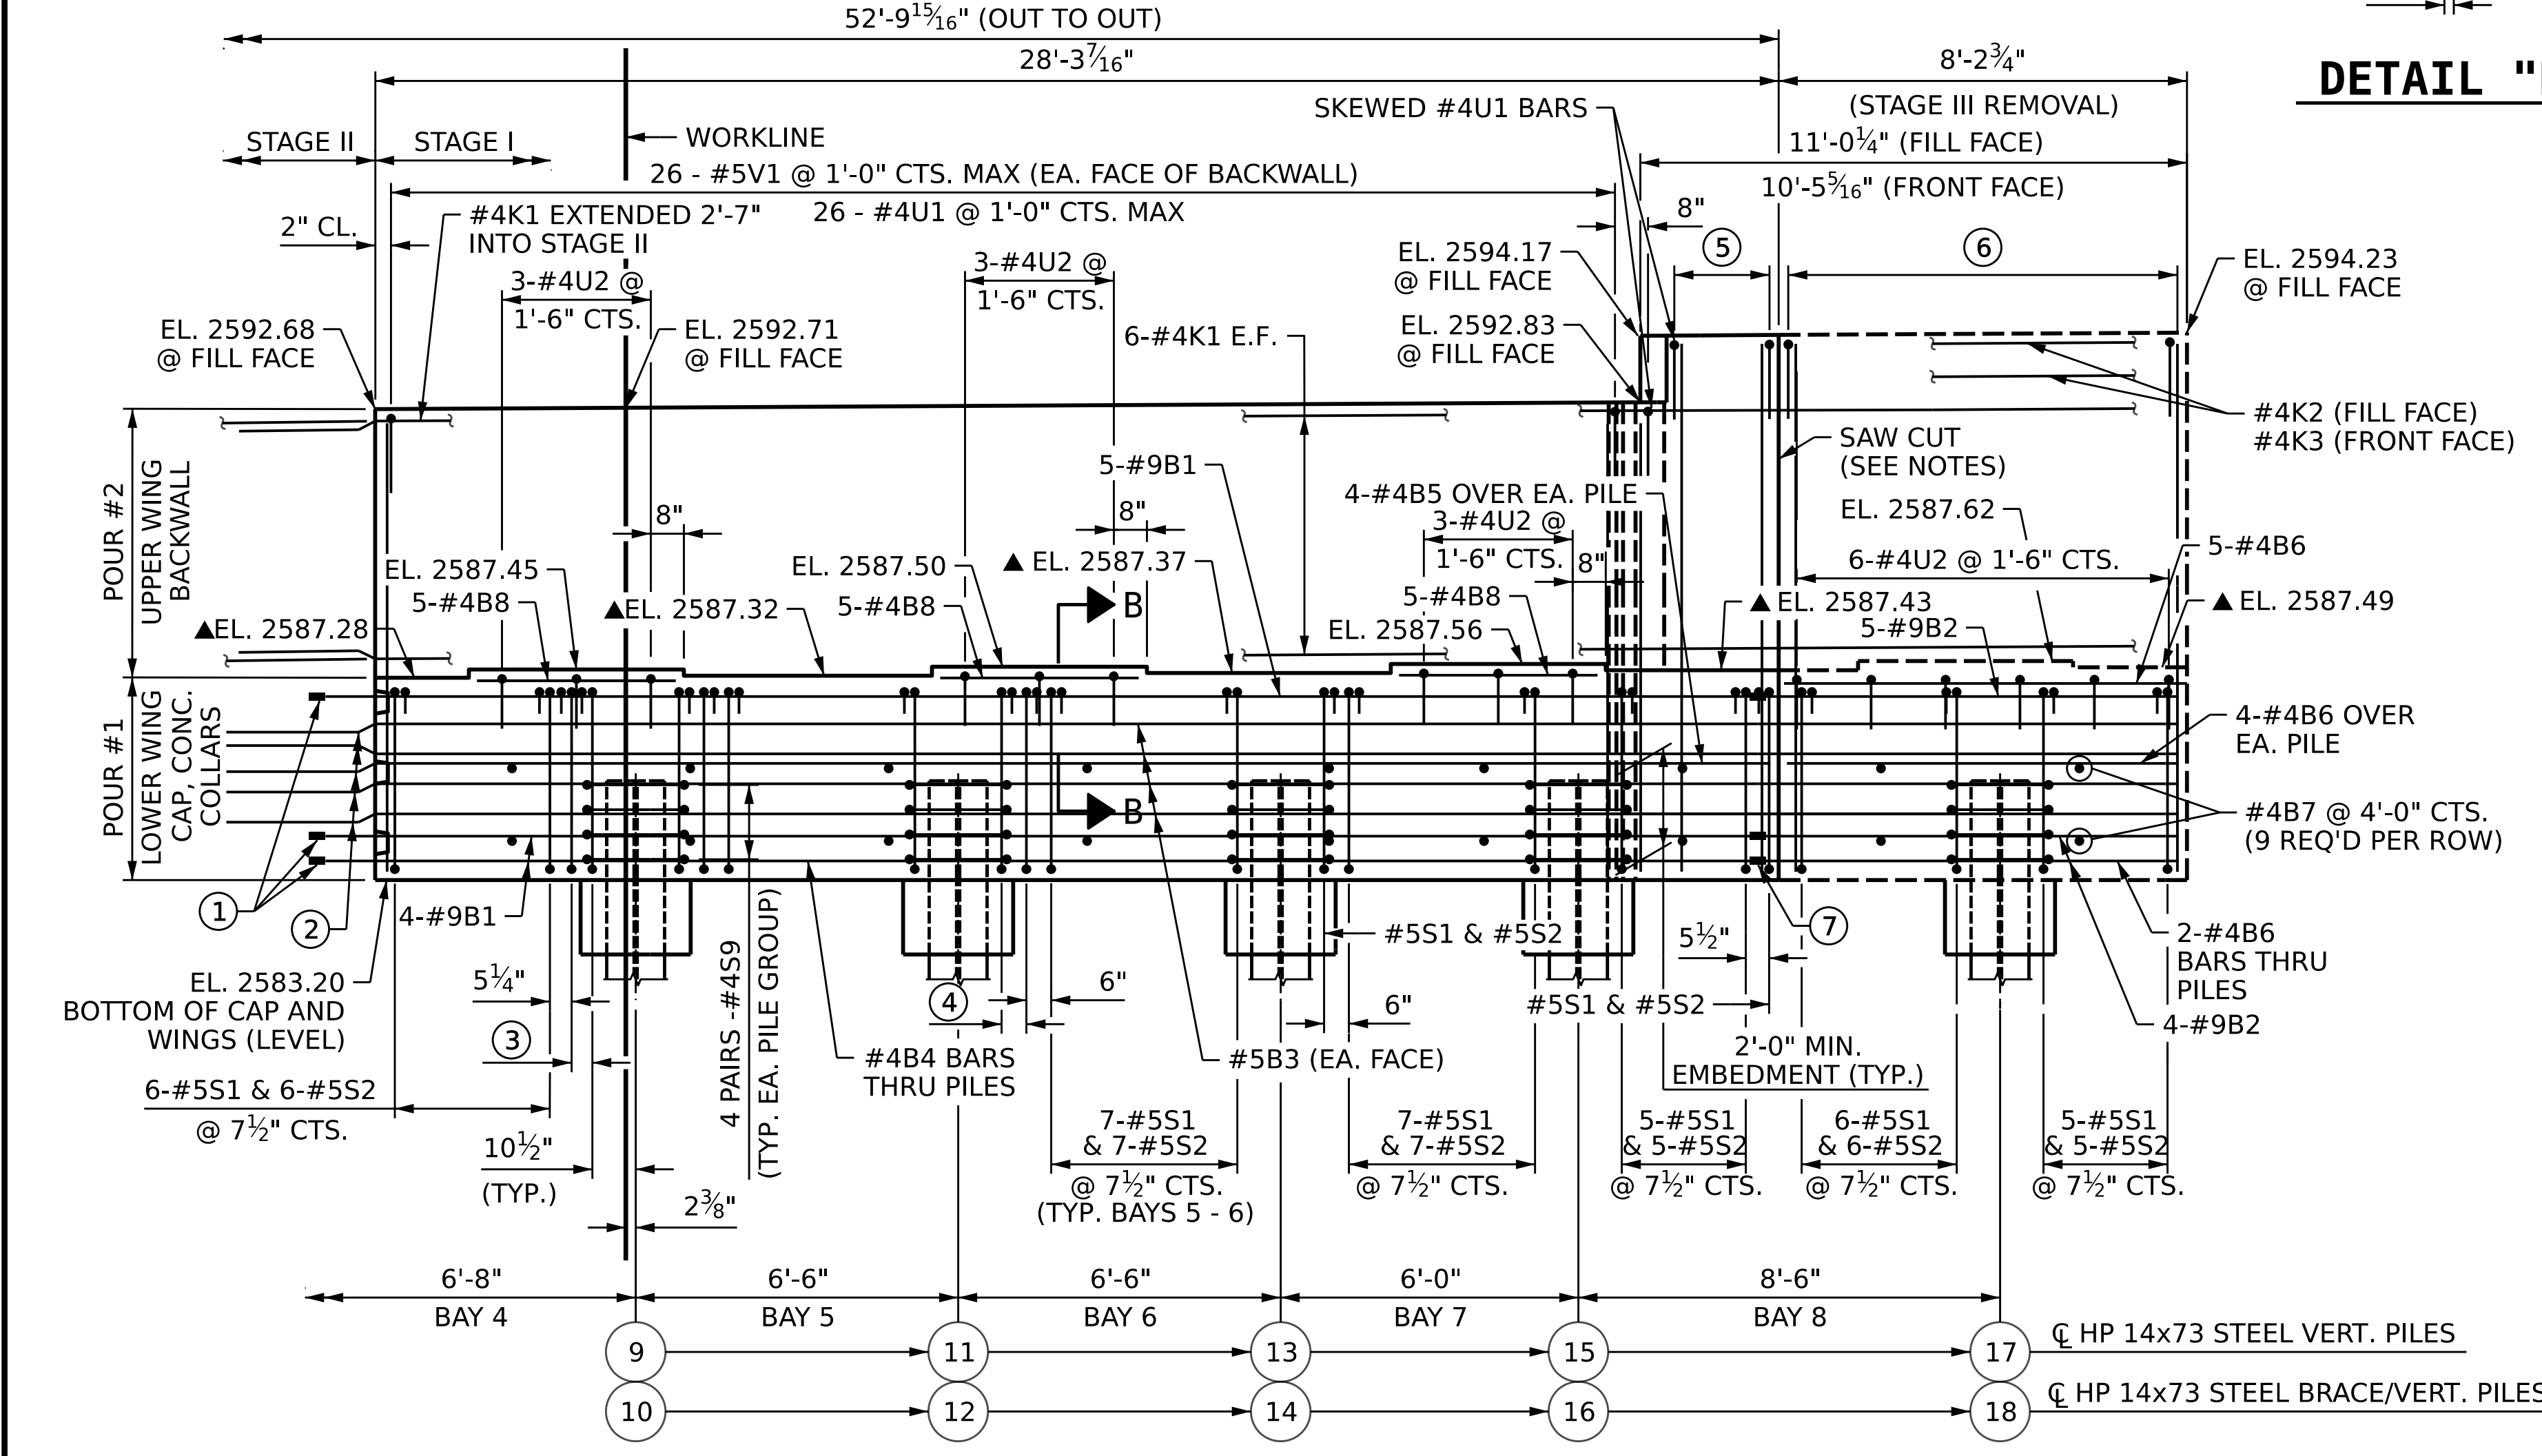 52'-9 15/16" (OUT TO OUT)
28'-3 7/16"
8'-2 3/4"
(STAGE III REMOVAL)
DETAIL "
SKEWED #4U1 BARS
11'-0 1/4" (FILL FACE)
10'-5 5/16" (FRONT FACE)
STAGE II
STAGE I
WORKLINE
26 - #5V1 @ 1'-0" CTS. MAX (EA. FACE OF BACKWALL)
26 - #4U1 @ 1'-0" CTS. MAX
2" CL.
#4K1 EXTENDED 2'-7"
INTO STAGE II
8"
5
6
3-#4U2 @
1'-6" CTS.
3-#4U2 @
1'-6" CTS.
EL. 2594.17
@ FILL FACE
EL. 2594.23
@ FILL FACE
EL. 2592.68
@ FILL FACE
EL. 2592.71
@ FILL FACE
6-#4K1 E.F.
EL. 2592.83
@ FILL FACE
#4K2 (FILL FACE)
#4K3 (FRONT FACE)
SAW CUT
(SEE NOTES)
POUR #2
UPPER WING
BACKWALL
5-#9B1
4-#4B5 OVER EA. PILE
3-#4U2 @
1'-6" CTS.
8"
8"
8"
EL. 2587.62
6-#4U2 @ 1'-6" CTS.
5-#4B6
EL. 2587.45
5-#4B8
EL. 2587.50
5-#4B8
▲ EL. 2587.37
5-#4B8
EL. 2587.56
▲EL. 2587.28
▲EL. 2587.32
B
▲ EL. 2587.43
5-#9B2
▲ EL. 2587.49
POUR #1
LOWER WING
CAP, CONC.
COLLARS
4-#4B6 OVER
EA. PILE
B
#4B7 @ 4'-0" CTS.
(9 REQ'D PER ROW)
1
2
4-#9B1
#5S1 & #5S2
5 1/2"
7
2-#4B6
BARS THRU
PILES
4-#9B2
EL. 2583.20
BOTTOM OF CAP AND
WINGS (LEVEL)
5 1/4"
3
4 PAIRS -#4S9
(TYP. EA. PILE GROUP)
4
6"
6"
#5S1 & #5S2
#4B4 BARS
THRU PILES
#5B3 (EA. FACE)
2'-0" MIN.
EMBEDMENT (TYP.)
6-#5S1 & 6-#5S2
@ 7 1/2" CTS.
10 1/2"
(TYP.)
2 3/8"
7-#5S1
& 7-#5S2
@ 7 1/2" CTS.
(TYP. BAYS 5 - 6)
7-#5S1
& 7-#5S2
@ 7 1/2" CTS.
5-#5S1
& 5-#5S2
@ 7 1/2" CTS.
6-#5S1
& 6-#5S2
@ 7 1/2" CTS.
5-#5S1
& 5-#5S2
@ 7 1/2" CTS.
6'-8"
BAY 4
6'-6"
BAY 5
6'-6"
BAY 6
6'-0"
BAY 7
8'-6"
BAY 8
9
11
13
15
17
℄ HP 14x73 STEEL VERT. PILES
10
12
14
16
18
℄ HP 14x73 STEEL BRACE/VERT. PILES